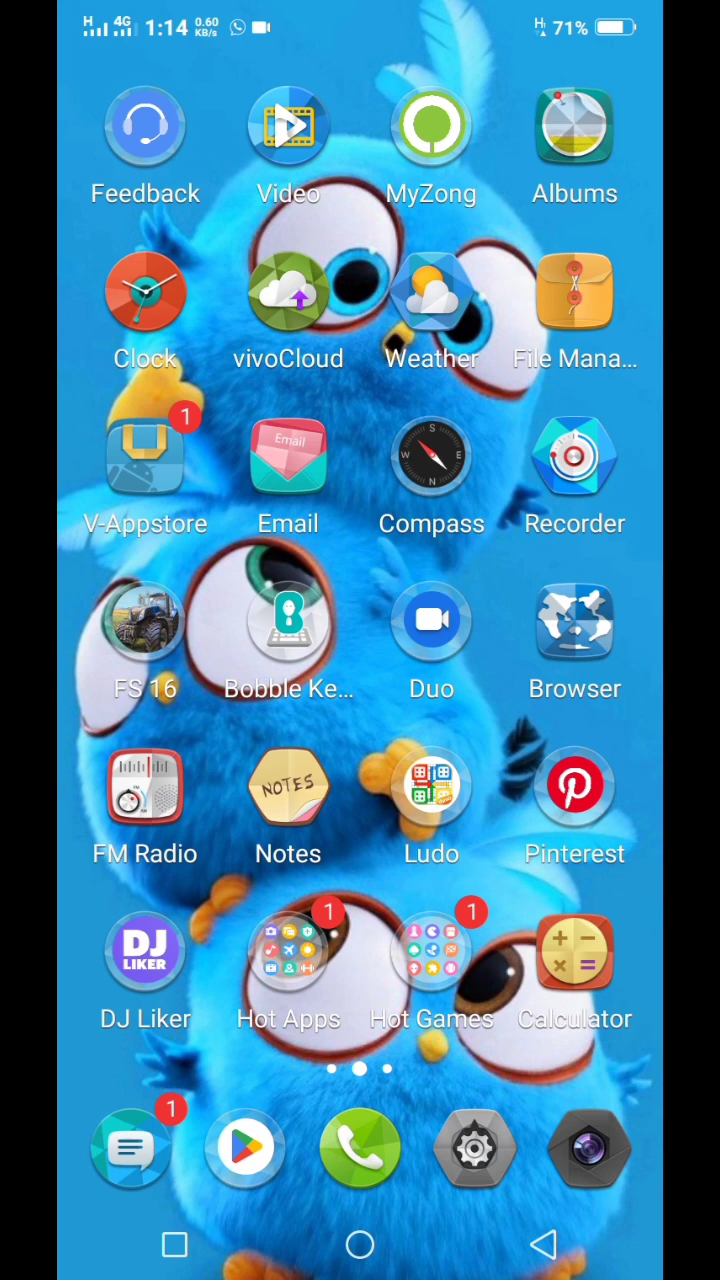 H 4G 1:14 0.60 KB/s H 71%
Feedback Video MyZong Albums
Clock vivoCloud Weather File Mana...
1
Email
S W E N
V-Appstore Email Compass Recorder
FS 16 Bobble Ke... Duo Browser
NOTES
FM Radio Notes Ludo Pinterest
1 1
DJ LIKER
DJ Liker Hot Apps Hot Games Calculator
1